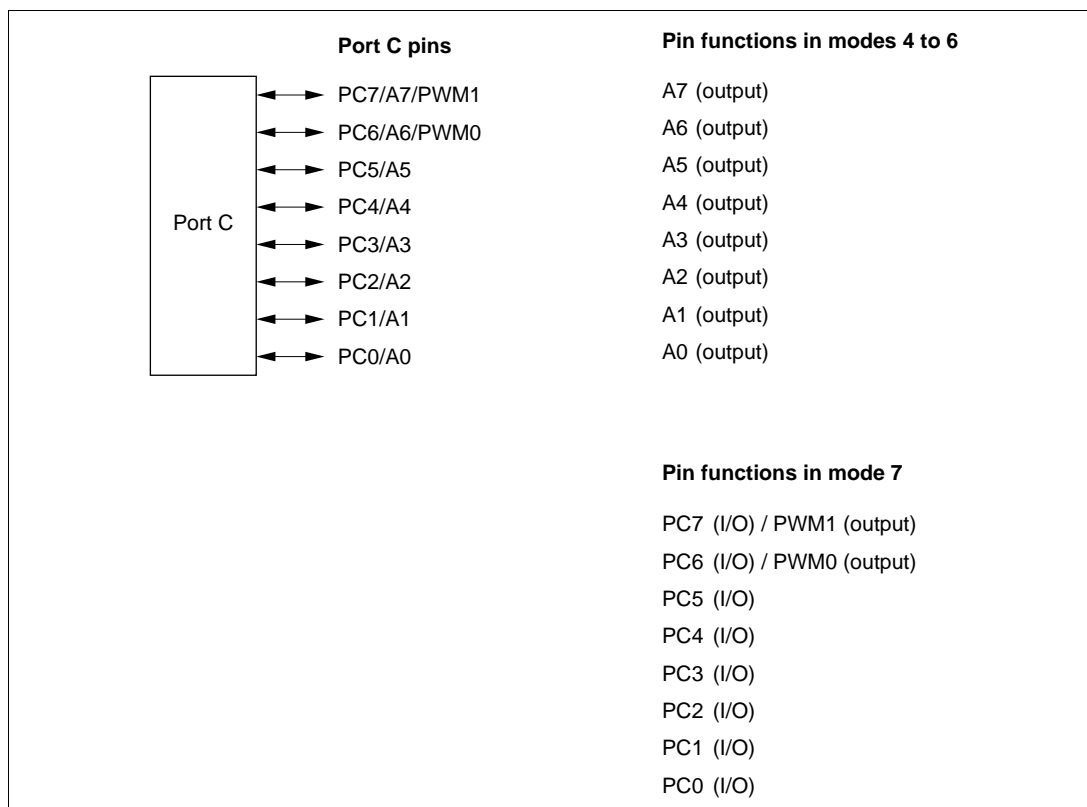 Port C pins
Pin functions in modes 4 to 6
Port C
PC7/A7/PWM1
A7 (output)
PC6/A6/PWM0
A6 (output)
PC5/A5
A5 (output)
PC4/A4
A4 (output)
PC3/A3
A3 (output)
PC2/A2
A2 (output)
PC1/A1
A1 (output)
PC0/A0
A0 (output)
Pin functions in mode 7
PC7 (I/O) / PWM1 (output)
PC6 (I/O) / PWM0 (output)
PC5 (I/O)
PC4 (I/O)
PC3 (I/O)
PC2 (I/O)
PC1 (I/O)
PC0 (I/O)